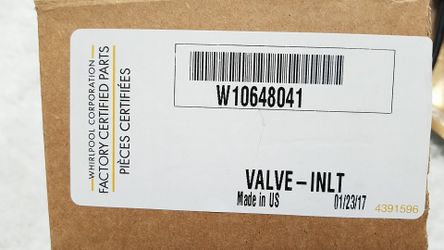 WHIRLPOOL CORPORATION
FACTORY CERTIFIED PARTS
PIÈCES CERTIFIÉES
W10648041
VALVE-INLT
Made in US 01/23/17
4391596